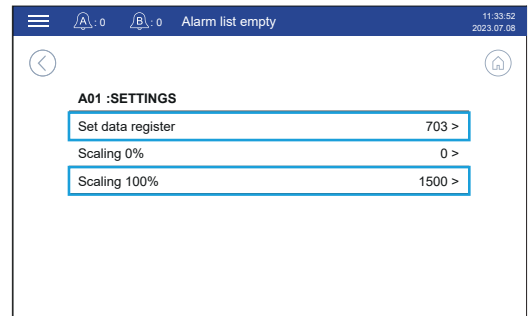 A : 0 B : 0 Alarm list empty 11:33:52
2023.07.08
A01 :SETTINGS
Set data register 703 >
Scaling 0% 0 >
Scaling 100% 1500 >